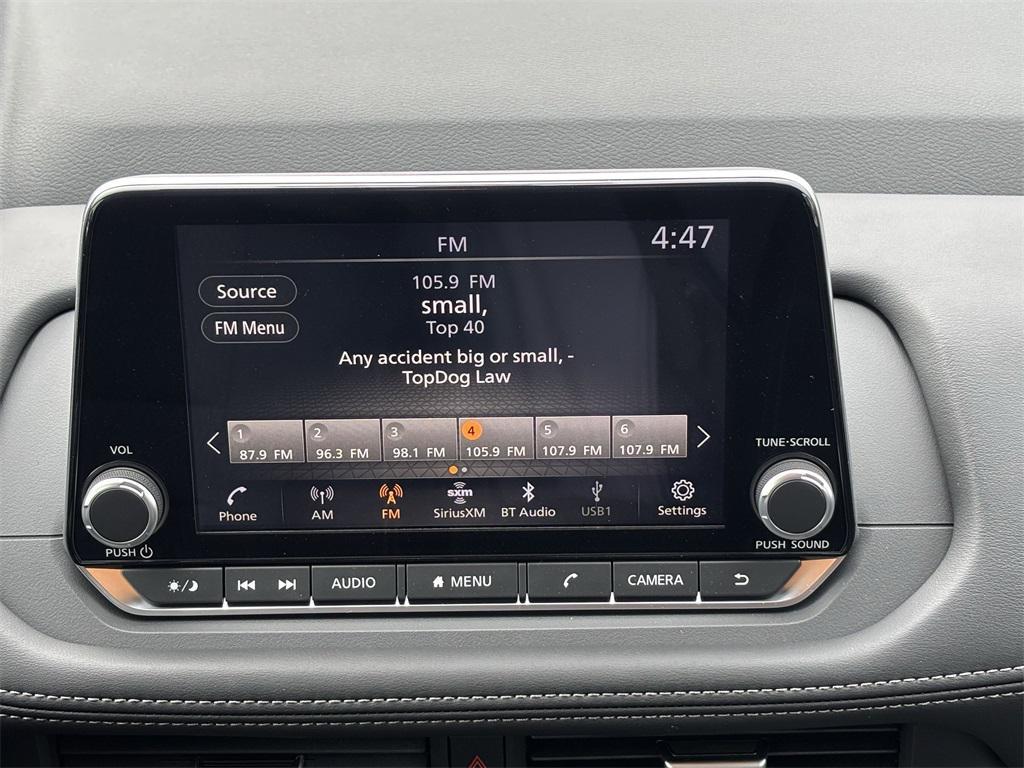 FM
4:47
Source
105.9 FM
small,
FM Menu
Top 40
Any accident big or small, -
TopDog Law
1 2 3 4 5 6
87.9 FM 96.3 FM 98.1 FM 105.9 FM 107.9 FM 107.9 FM
sxm
Phone AM FM SiriusXM BT Audio USB1 Settings
VOL
PUSH
TUNE·SCROLL
PUSH SOUND
AUDIO
MENU
CAMERA